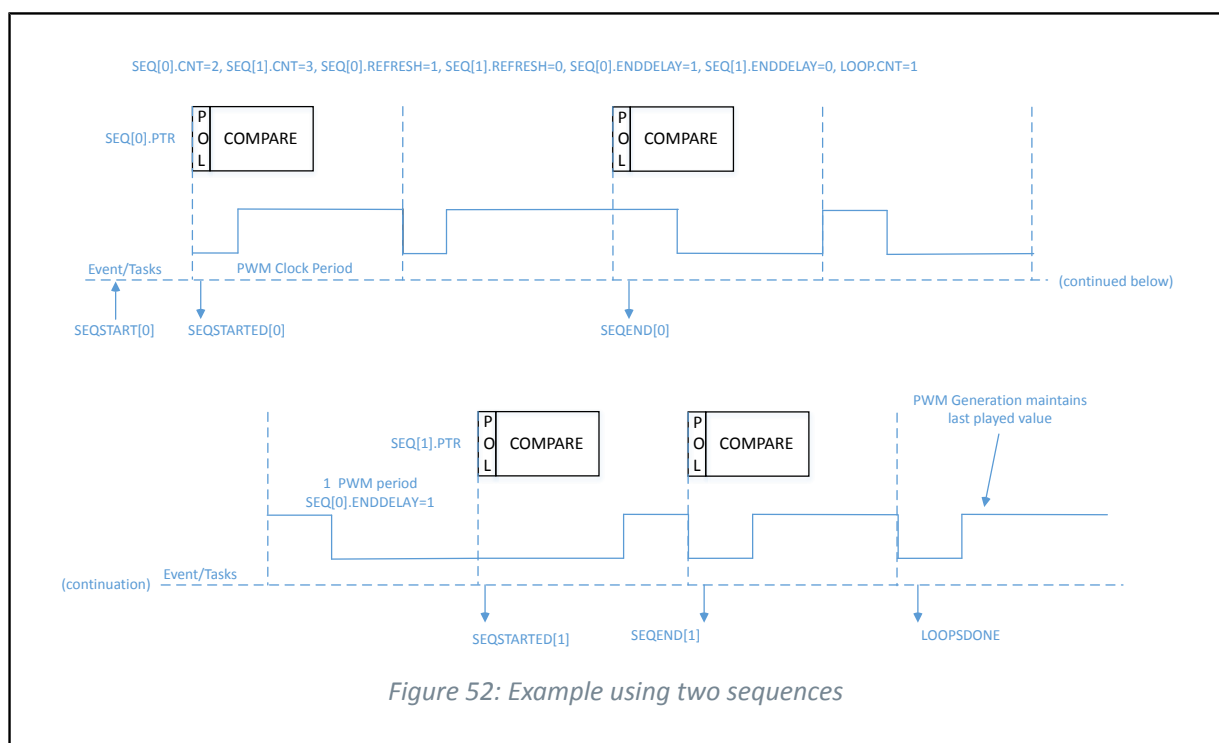 SEQ[0].CNT=2, SEQ[1].CNT=3, SEQ[0].REFRESH=1, SEQ[1].REFRESH=0, SEQ[0].ENDDELAY=1, SEQ[1].ENDDELAY=0, LOOP.CNT=1
SEQ[0].PTR
POL
COMPARE
POL
COMPARE
Event/Tasks
PWM Clock Period
(continued below)
SEQSTART[0]
SEQSTARTED[0]
SEQEND[0]
SEQ[1].PTR
POL
COMPARE
POL
COMPARE
PWM Generation maintains
last played value
1 PWM period
SEQ[0].ENDDELAY=1
(continuation)
Event/Tasks
SEQSTARTED[1]
SEQEND[1]
LOOPSDONE
Figure 52: Example using two sequences